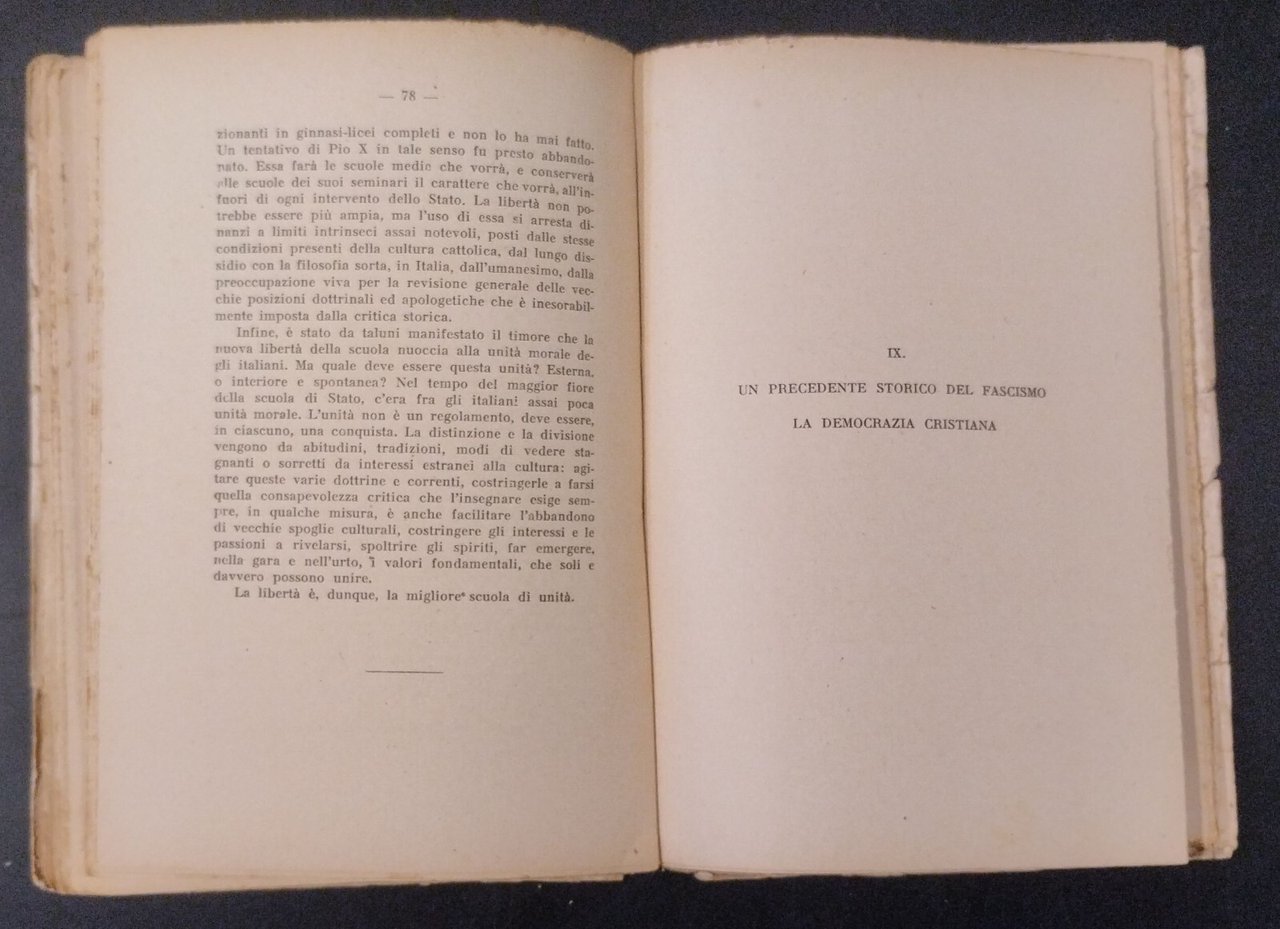 — 78 —
zionanti in ginnasi-licei completi e non lo ha mai fatto.
Un tentativo di Pio X in tale senso fu presto abbando-
nato. Essa farà le scuole medie che vorrà, e conserverà
alle scuole dei suoi seminari il carattere che vorrà, all'in-
fuori di ogni intervento dello Stato. La libertà non po-
trebbe essere più ampia, ma l'uso di essa si arresta di-
nanzi a limiti intrinseci assai notevoli, posti dalle stesse
condizioni presenti della cultura cattolica, dal lungo dis-
sidio con la filosofia sorta, in Italia, dall'umanesimo, dalla
preoccupazione viva per la revisione generale delle vec-
chie posizioni dottrinali ed apologetiche che è inesorabil-
mente imposta dalla critica storica.
Infine, è stato da taluni manifestato il timore che la
nuova libertà della scuola nuoccia alla unità morale de-
gli italiani. Ma quale deve essere questa unità? Esterna,
o interiore e spontanea? Nel tempo del maggior fiore
della scuola di Stato, c'era fra gli italiani assai poca
unità morale. L'unità non è un regolamento, deve essere,
in ciascuno, una conquista. La distinzione e la divisione
vengono da abitudini, tradizioni, modi di vedere sta-
gnanti o sorretti da interessi estranei alla cultura: agi-
tare queste varie dottrine e correnti, costringerle a farsi
quella consapevolezza critica che l'insegnare esige sem-
pre, in qualche misura, è anche facilitare l'abbandono
di vecchie spoglie culturali, costringere gli interessi e le
passioni a rivelarsi, spoltrire gli spiriti, far emergere,
nella gara e nell'urto, i valori fondamentali, che soli e
davvero possono unire.
La libertà è, dunque, la migliore scuola di unità.
IX.
UN PRECEDENTE STORICO DEL FASCISMO
LA DEMOCRAZIA CRISTIANA